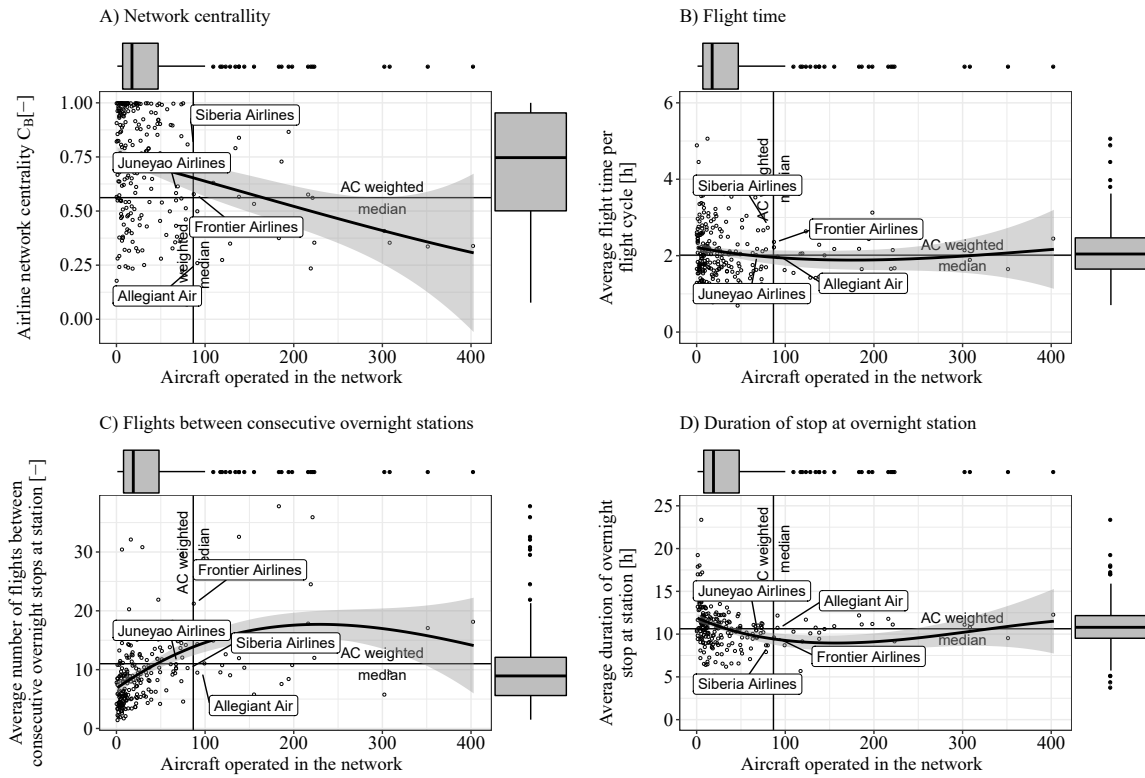 A) Network centrallity
1.00
0.75
0.50
0.25
0.00
Airline network centrality CB[−]
Siberia Airlines
Juneyao Airlines
AC weighted
median
Frontier Airlines
weighted
median
Allegiant Air
0
100
200
300
400
Aircraft operated in the network
B) Flight time
6
4
2
0
Average flight time per
flight cycle [h]
AC weighted
median
Siberia Airlines
Frontier Airlines
AC weighted
median
Juneyao Airlines
Allegiant Air
0
100
200
300
400
Aircraft operated in the network
C) Flights between consecutive overnight stations
30
20
10
0
Average number of flights between
consecutive overnight stops at station [−]
AC weighted
median
Frontier Airlines
Juneyao Airlines
Siberia Airlines
AC weighted
median
Allegiant Air
0
100
200
300
400
Aircraft operated in the network
D) Duration of stop at overnight station
25
20
15
10
5
0
Average duration of overnight
stop at station [h]
C weighted
median
Juneyao Airlines
Allegiant Air
AC weighted
median
Frontier Airlines
Siberia Airlines
0
100
200
300
400
Aircraft operated in the network